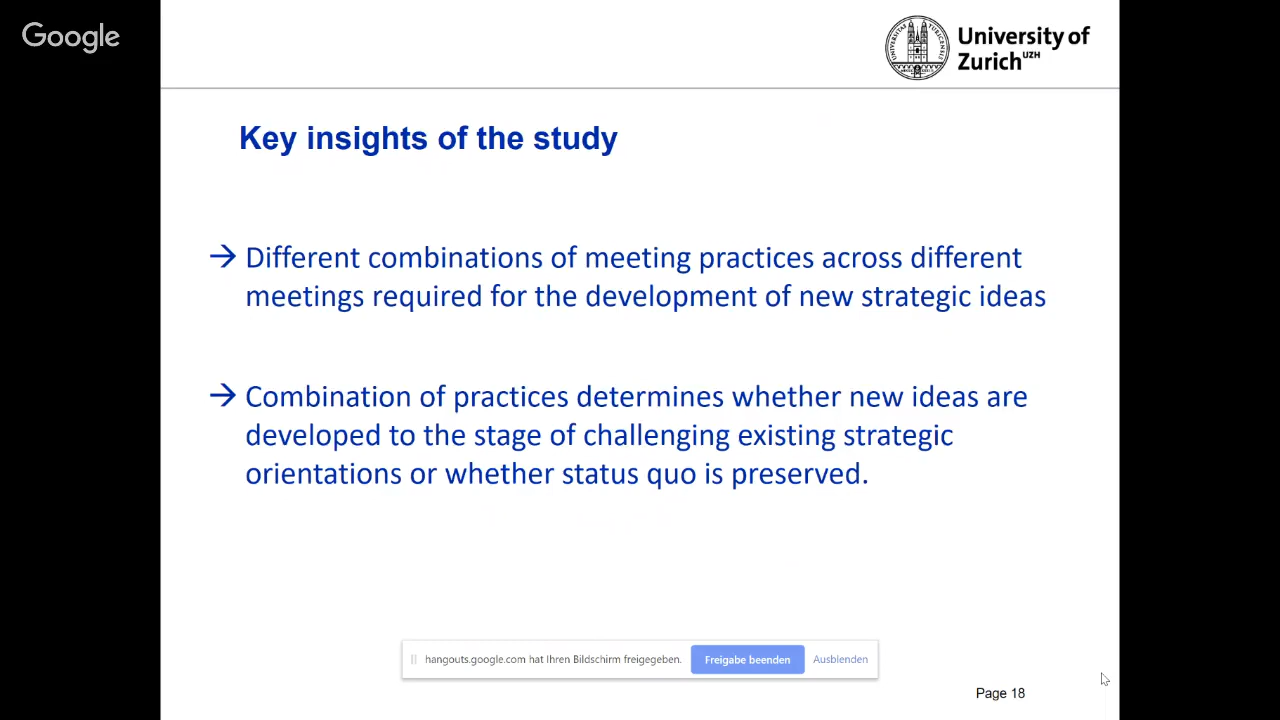 Google
University of
Zurich UZH
Key insights of the study
→ Different combinations of meeting practices across different
meetings required for the development of new strategic ideas
→ Combination of practices determines whether new ideas are
developed to the stage of challenging existing strategic
orientations or whether status quo is preserved.
hangouts.google.com hat Ihren Bildschirm freigegeben. Freigabe beenden Ausblenden
Page 18